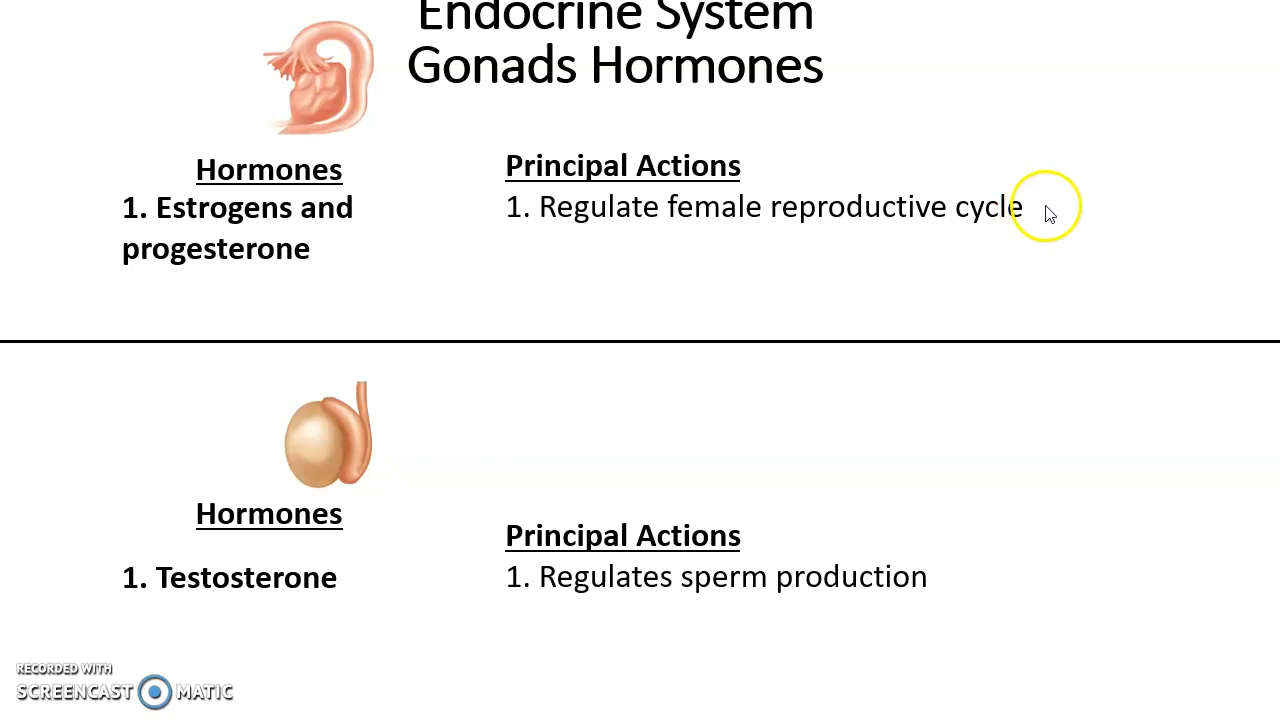 Endocrine System
Gonads Hormones
Hormones
1. Estrogens and
progesterone
Principal Actions
1. Regulate female reproductive cycle
Hormones
1. Testosterone
Principal Actions
1. Regulates sperm production
RECORDED WITH
SCREENCAST MATIC